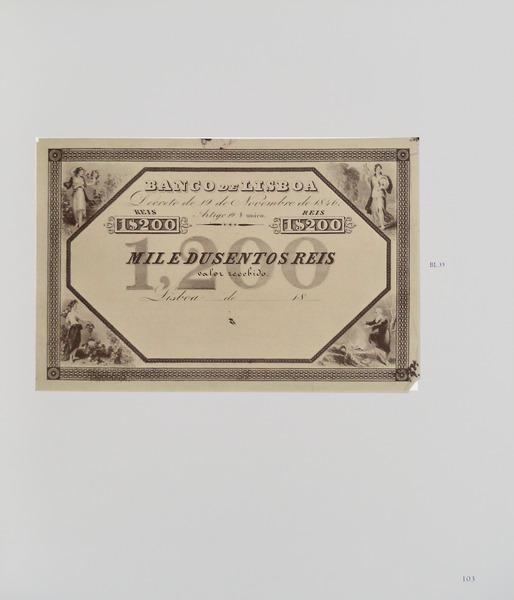 BANCO DE LISBOA
Decreto de 19 de Novembro de 1846.
REIS Artigo 10 § unico. REIS
1$200 1$200
1,200
MIL E DUSENTOS REIS
valor recebido.
Lisboa de 18
BL 35
103